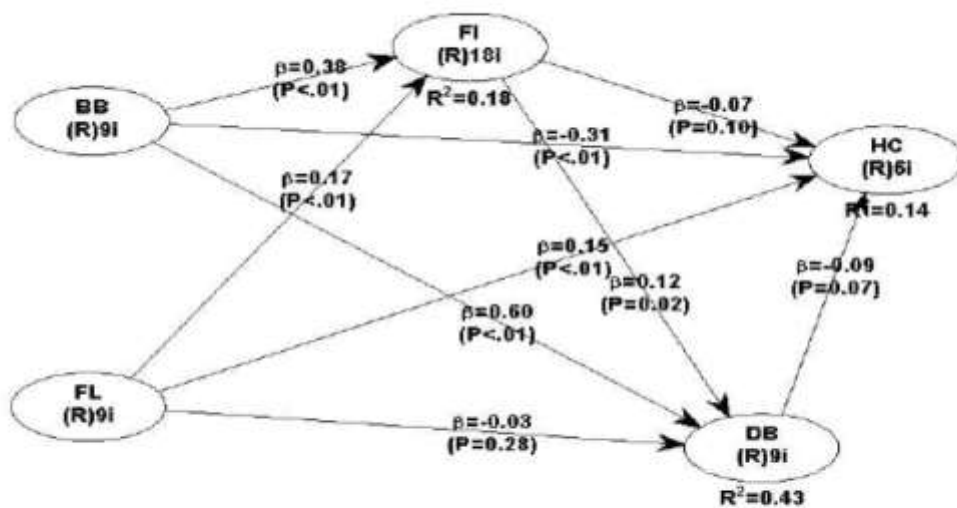 FI
(R)18i
R²=0.18
β=0.38
(P<.01)
BB
(R)9i
β=-0.07
(P=0.10)
β=-0.31
(P<.01)
HC
(R)6i
=0.14
β=0.17
(P<.01)
β=0.15
(P<.01)
β=-0.09
(P=0.07)
β=0.12
(P=0.02)
β=0.60
(P<.01)
FL
(R)9i
β=-0.03
(P=0.28)
DB
(R)9i
R²=0.43